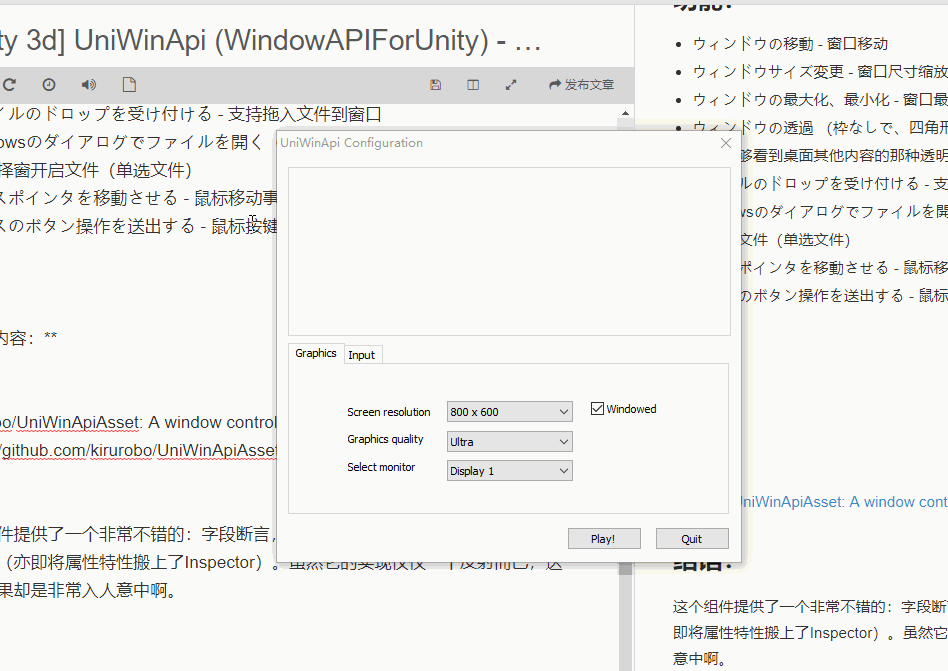 ty 3d] UniWinApi (WindowAPIForUnity) - …
发布文章
イルのドロップを受け付ける - 支持拖入文件到窗口
owsのダイアログでファイルを開く
择窗开启文件（单选文件）
スポインタを移動させる - 鼠标移动事
スのボタン操作を送出する - 鼠标按键
内容：**
bo/UniWinApiAsset: A window control
/github.com/kirurobo/UniWinApiAsset
件提供了一个非常不错的：字段断言，
（亦即将属性特性搬上了Inspector）。虽然它的实现仅仅一个反射而已，这
果却是非常入人意中啊。
UniWinApi Configuration
Graphics
Input
Screen resolution
800 x 600
Windowed
Graphics quality
Ultra
Select monitor
Display 1
Play!
Quit
功能：
ウィンドウの移動 - 窗口移动
ウィンドウサイズ変更 - 窗口尺寸缩放
ウィンドウの最大化、最小化 - 窗口最
ウィンドウの透過 （枠なしで、四角形
够看到桌面其他内容的那种透明
ルのドロップを受け付ける - 支
wsのダイアログでファイルを開
文件（单选文件）
ポインタを移動させる - 鼠标移
のボタン操作を送出する - 鼠标
UniWinApiAsset: A window cont
结语：
这个组件提供了一个非常不错的：字段断
即将属性特性搬上了Inspector）。虽然它
意中啊。